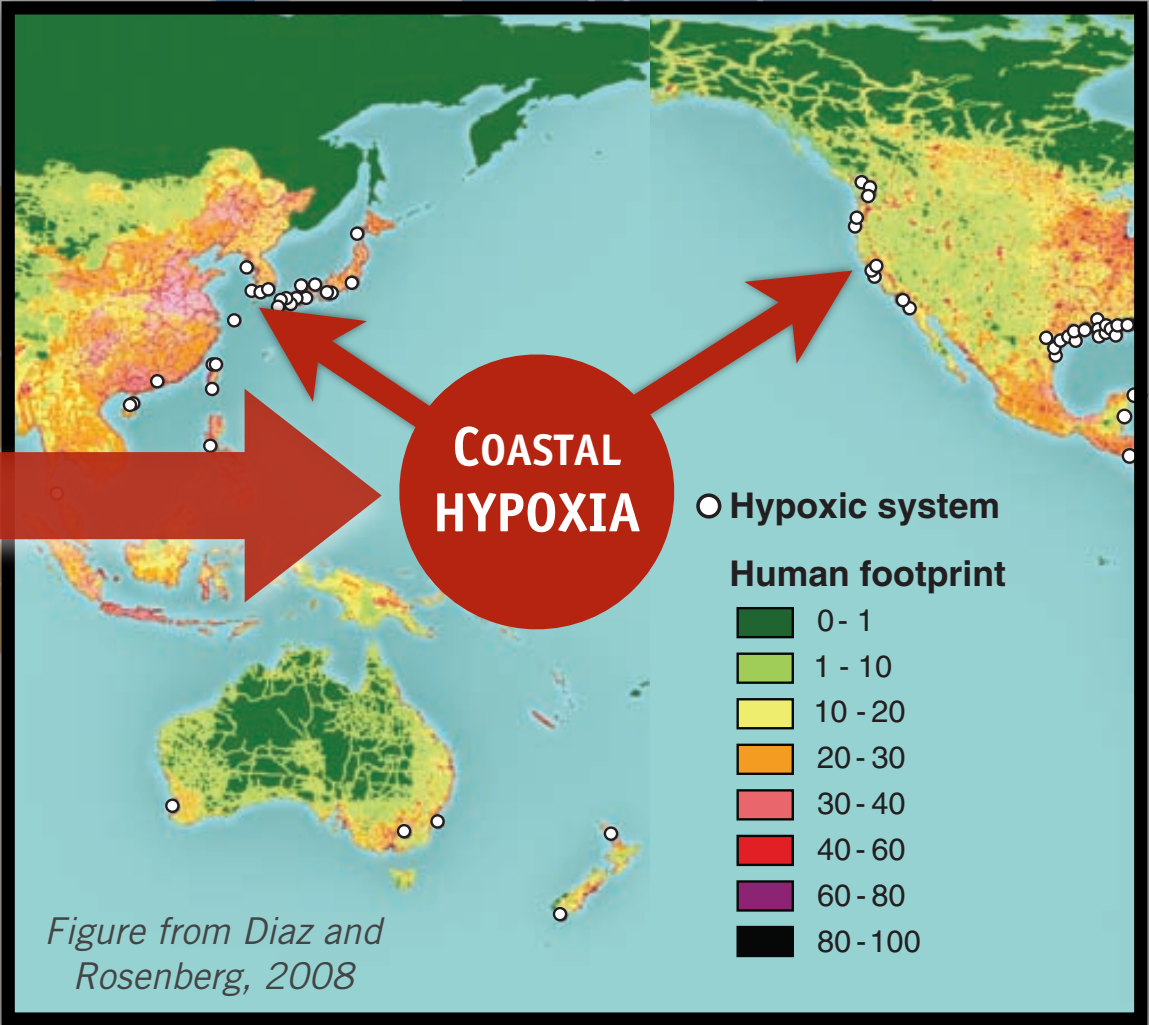 COASTAL
HYPOXIA
Hypoxic system
Human footprint
0 - 1
1 - 10
10 - 20
20 - 30
30 - 40
40 - 60
60 - 80
80 - 100
Figure from Diaz and
Rosenberg, 2008